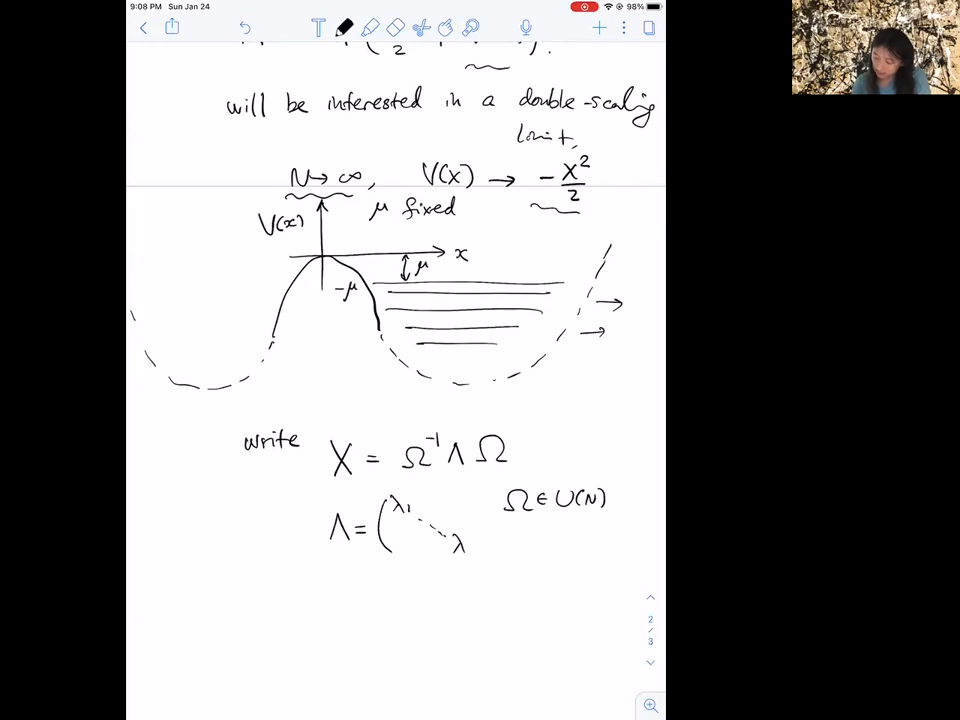 9:08 PM Sun Jan 24
98%
T
2
will be interested in a double-scaling
limit,
N→∞, V(x) → -x²/2
V(x) μ fixed
x
μ
-μ
write X = Ω⁻¹ Λ Ω
Ω ∈ U(N)
Λ = (λ₁ ⋱ λ
2
/
3